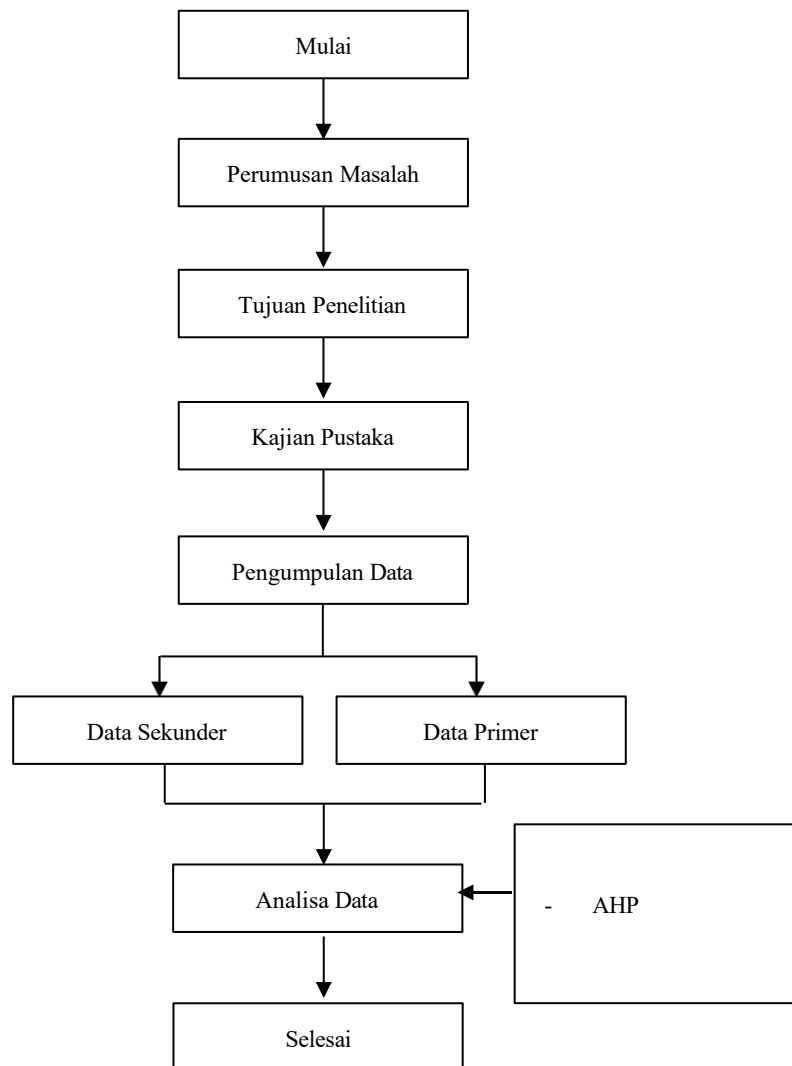 Mulai
Perumusan Masalah
Tujuan Penelitian
Kajian Pustaka
Pengumpulan Data
Data Sekunder
Data Primer
Analisa Data
- AHP
Selesai